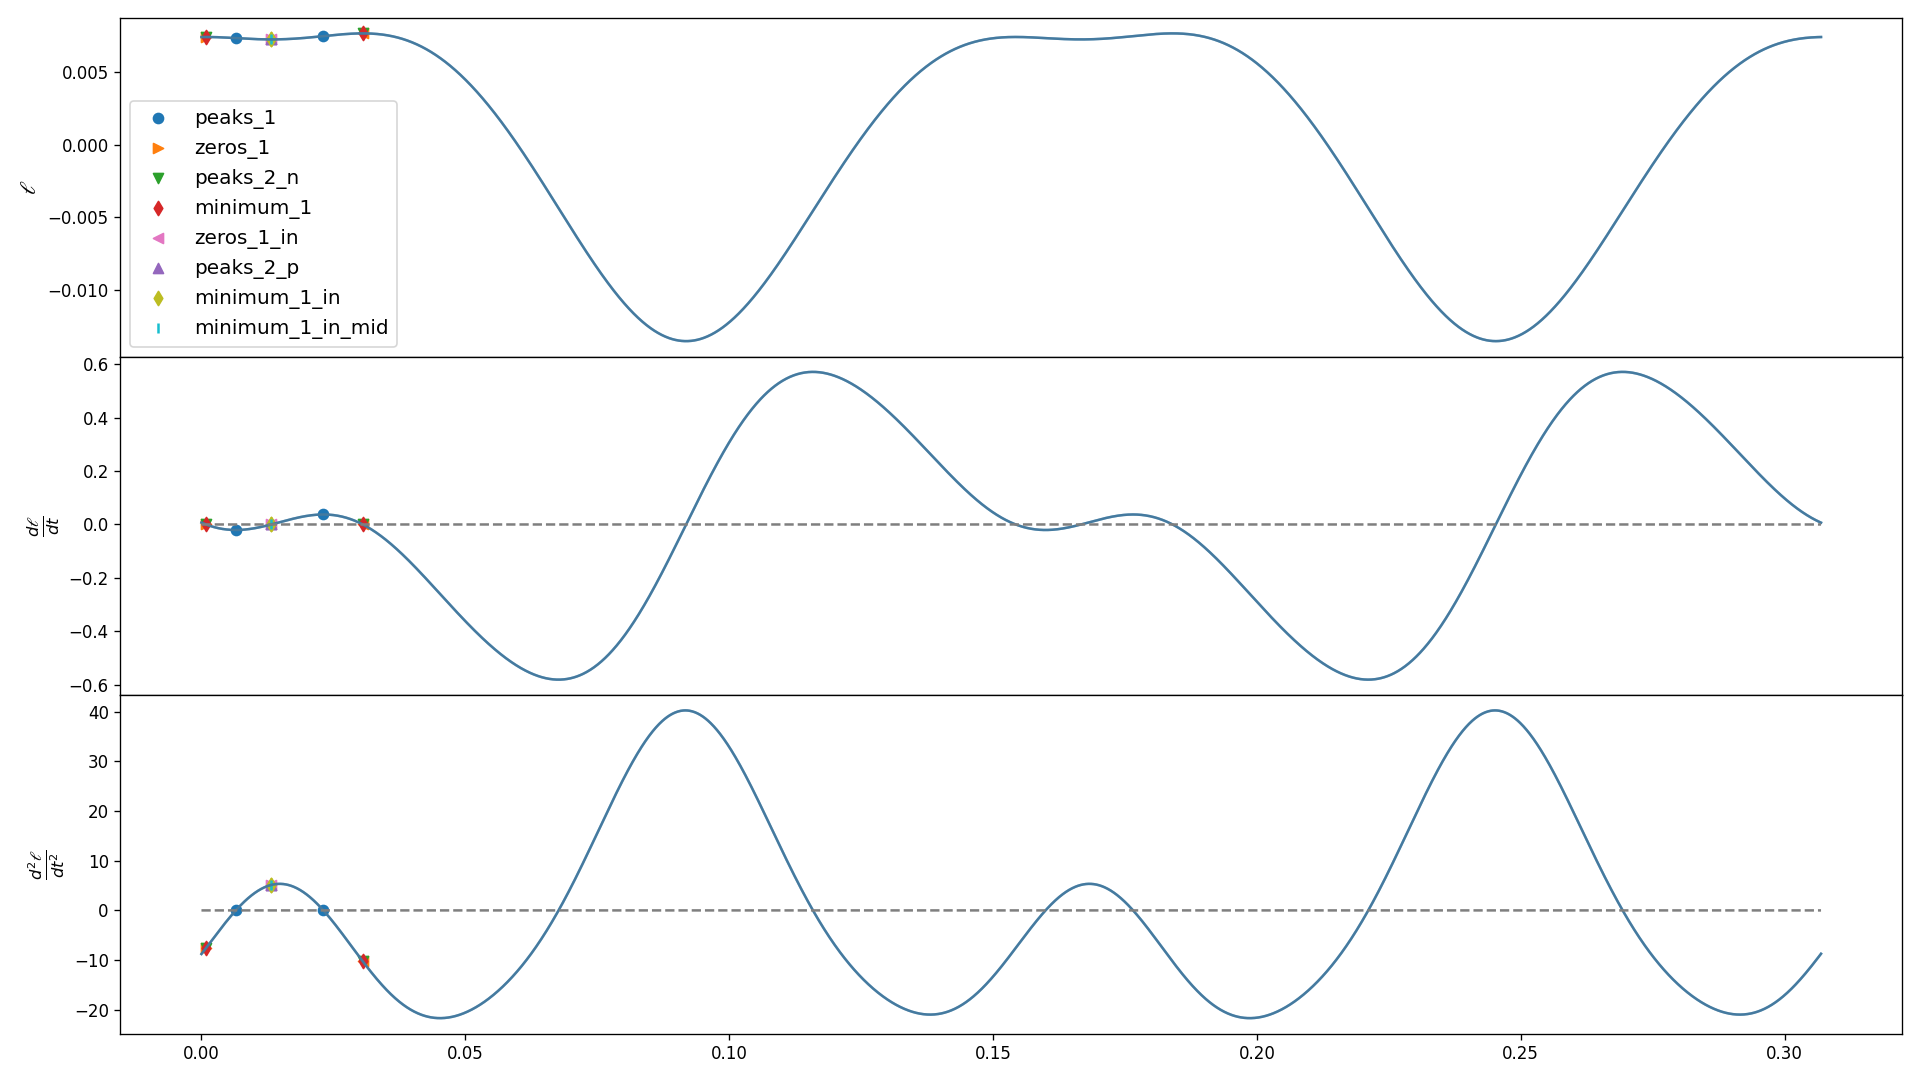 0.005
0.000
−0.005
−0.010
ℓ
peaks_1
zeros_1
peaks_2_n
minimum_1
zeros_1_in
peaks_2_p
minimum_1_in
minimum_1_in_mid
0.6
0.4
0.2
0.0
−0.2
−0.4
−0.6
dℓ
dt
40
30
20
10
0
−10
−20
d²ℓ
dt²
0.00 0.05 0.10 0.15 0.20 0.25 0.30